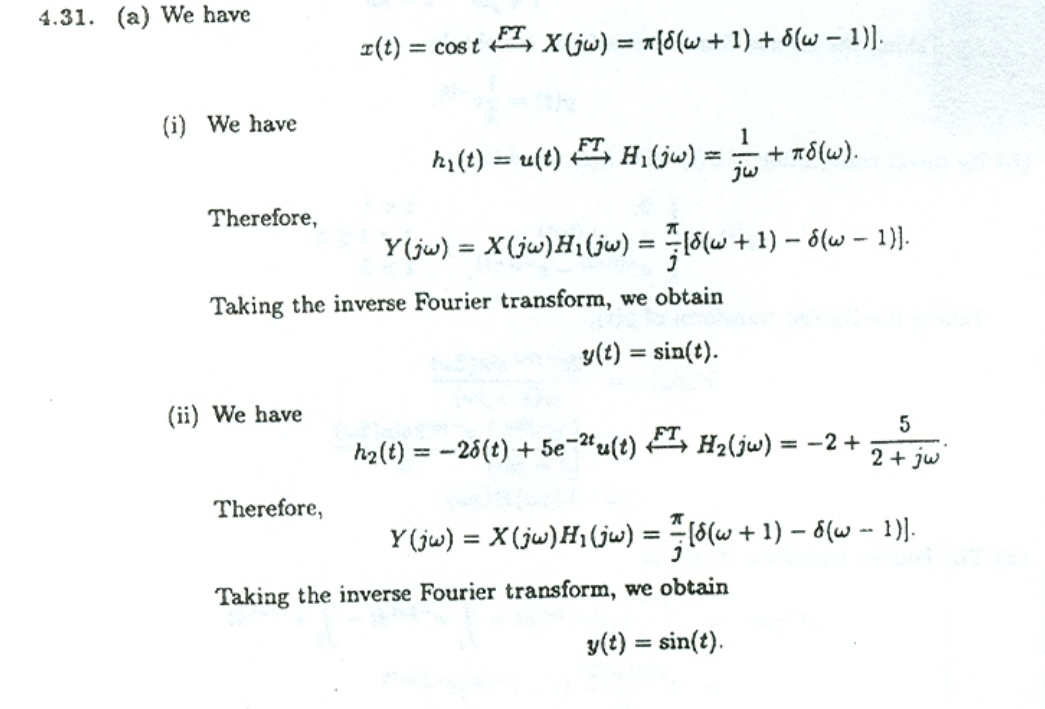 4.31. (a) We have
x(t) = cos t ←FT→ X(jω) = π[δ(ω + 1) + δ(ω − 1)].
(i) We have
h₁(t) = u(t) ←FT→ H₁(jω) = 1/jω + πδ(ω).
Therefore,
Y(jω) = X(jω)H₁(jω) = π/j [δ(ω + 1) − δ(ω − 1)].
Taking the inverse Fourier transform, we obtain
y(t) = sin(t).
(ii) We have
h₂(t) = −2δ(t) + 5e⁻²ᵗu(t) ←FT→ H₂(jω) = −2 + 5/(2 + jω).
Therefore,
Y(jω) = X(jω)H₁(jω) = π/j [δ(ω + 1) − δ(ω − 1)].
Taking the inverse Fourier transform, we obtain
y(t) = sin(t).